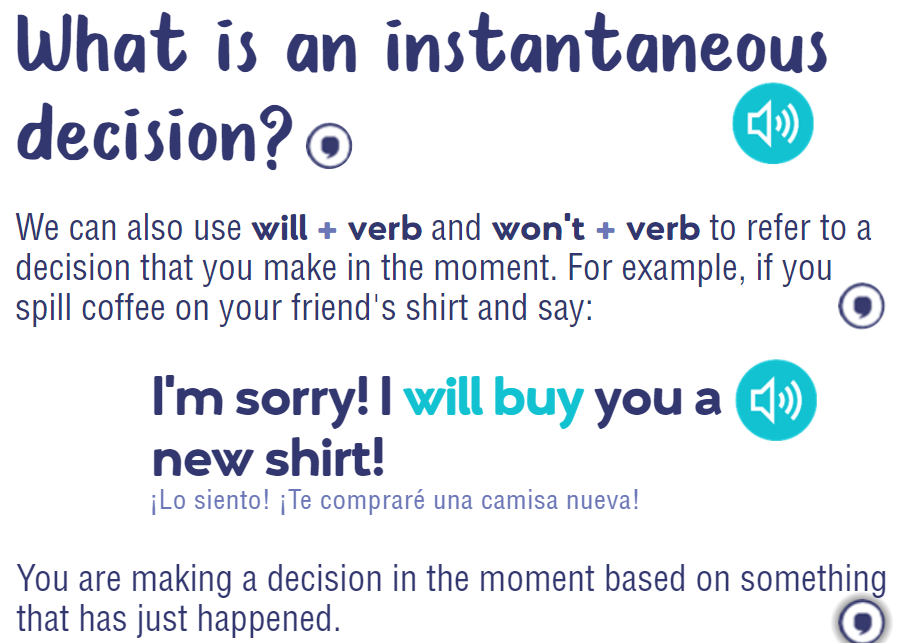 What is an instantaneous
decision?
We can also use will + verb and won't + verb to refer to a
decision that you make in the moment. For example, if you
spill coffee on your friend's shirt and say:
I'm sorry! I will buy you a
new shirt!
¡Lo siento! ¡Te compraré una camisa nueva!
You are making a decision in the moment based on something
that has just happened.